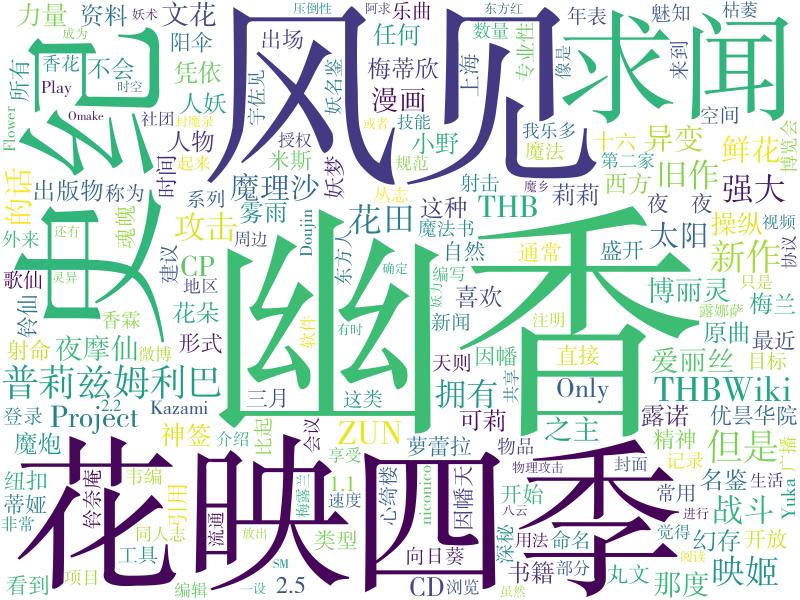 压倒性
阿求
乐曲
东方红
年表
枯萎
力量
妖术
文花
数量
魅知
资料
阳伞
出场
任何
专业性
像是
来到
风见
求闻
史纪
成为
香花
不会
凭依
宇佐见
妖名鉴
梅蒂欣
上海
时空
所有
Play
Flower
Omake
人妖
漫画
我乐多
空间
博览会
社团
封魔录
授权
技能
小野
或者
十六
异变
鲜花
人物
起来
米斯
规范
魔法
第二家
的话
出版物
称为
时间
系列
魔理沙
妖梦
丛志
射击
莉莉
魔乡
西方
旧作
强大
外来
还有
魂魄
攻击
雾雨
花田
这种
THB
夜
夜
操纵
视频
Doujin
魔法书
东方人
自然
通常
盛开
太阳
新作
协议
歌仙
灵异
建议
CP
周边
地区
确定
编写
妖力
喜欢
博丽灵
只是
铃仙
香霖
花朵
幽香
有时
新闻
注明
梅兰
露娜萨
射命
夜摩仙
微博
形式
软件
天则
因幡
直接
原曲
最近
共享
爱丽丝
目标
普莉兹姆利巴
三月
这类
拥有
Only
THBWiki
登录
Project
2.2
Kazami
介绍
比起
会议
ZUN
可莉
之主
露诺
优昙华院
魔炮
神签
享受
萝蕾拉
物品
物理攻击
精神
但是
广播
纽扣
铃奈庵
韦编
1.1
心绮楼
niconico
封面
记录
名鉴
生活
蒂娅
引用
流通
梅露兰
速度
因幡天
开始
常用
战斗
Yuka
非常
同人志
花映四季
八云
进行
觉得
工具
放出
类型
向日葵
深秘
用法
命名
幻存
开放
阅读
看到
项目
编辑
SM
一设
2.5
CD
浏览
虽然
书籍
部分
丸文
那度
映姬